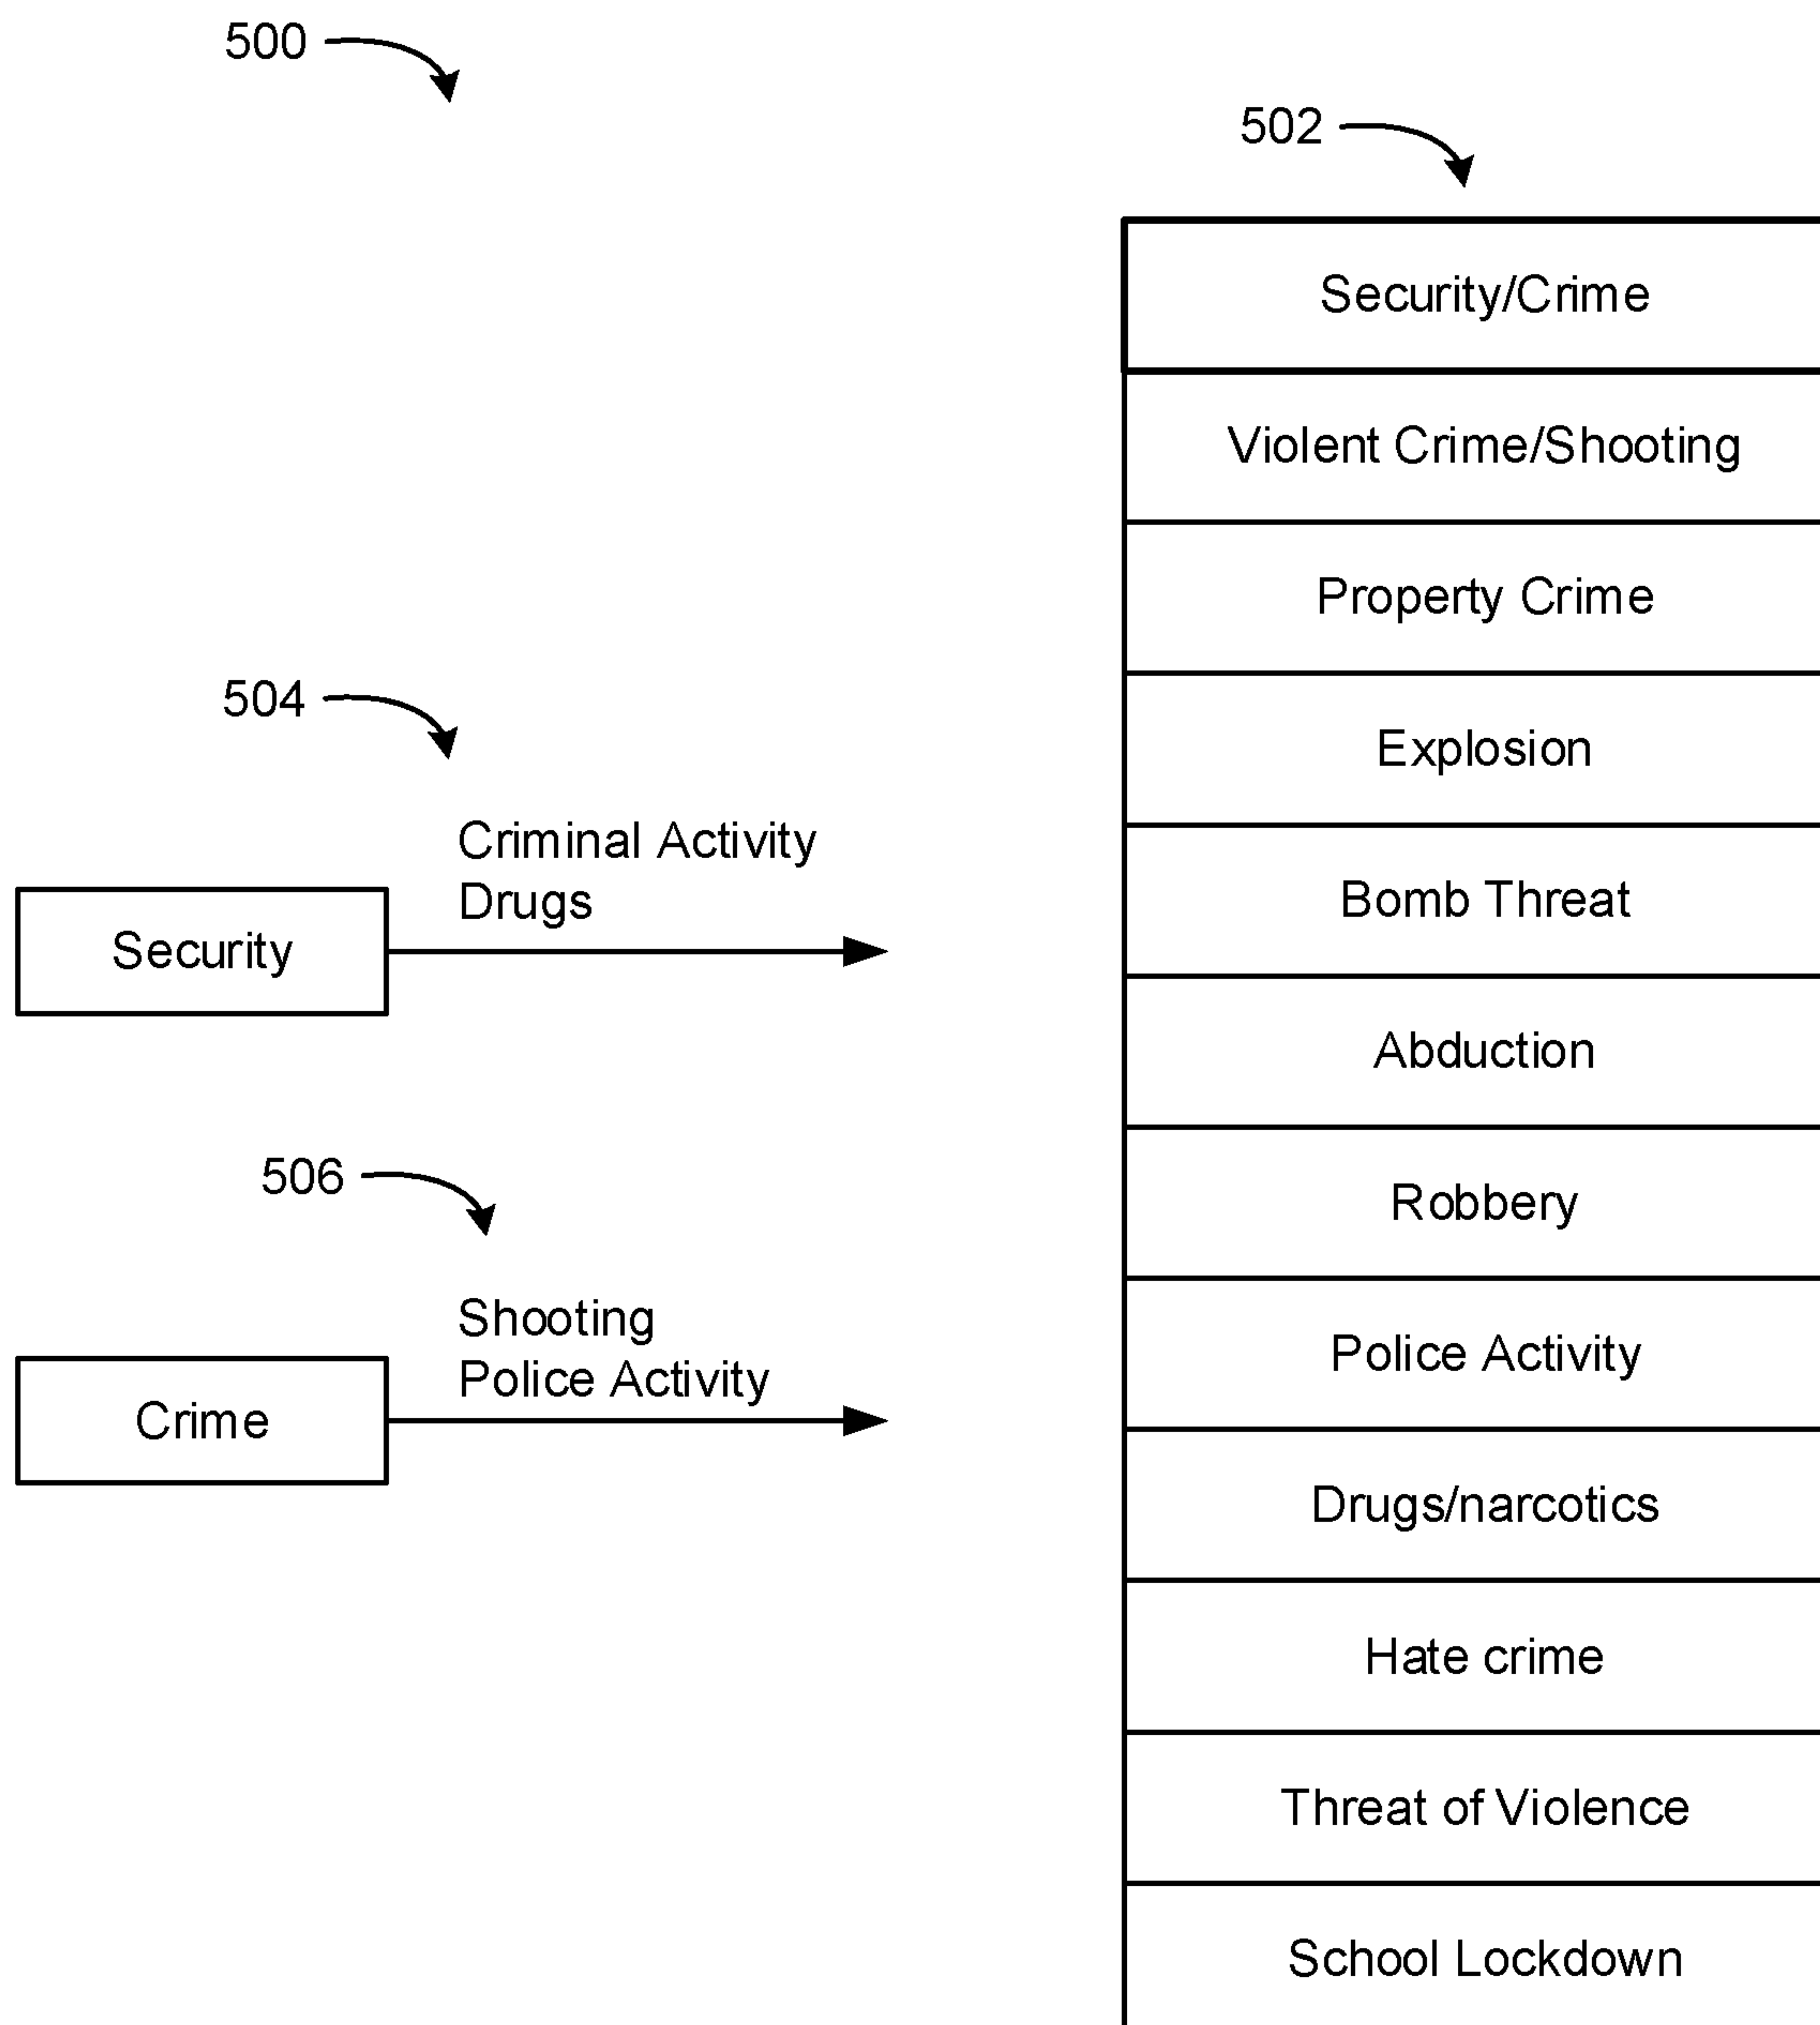 500
502
Security/Crime
Violent Crime/Shooting
Property Crime
Explosion
Bomb Threat
Abduction
Robbery
Police Activity
Drugs/narcotics
Hate crime
Threat of Violence
School Lockdown
504
Criminal Activity
Drugs
Security
506
Shooting
Police Activity
Crime